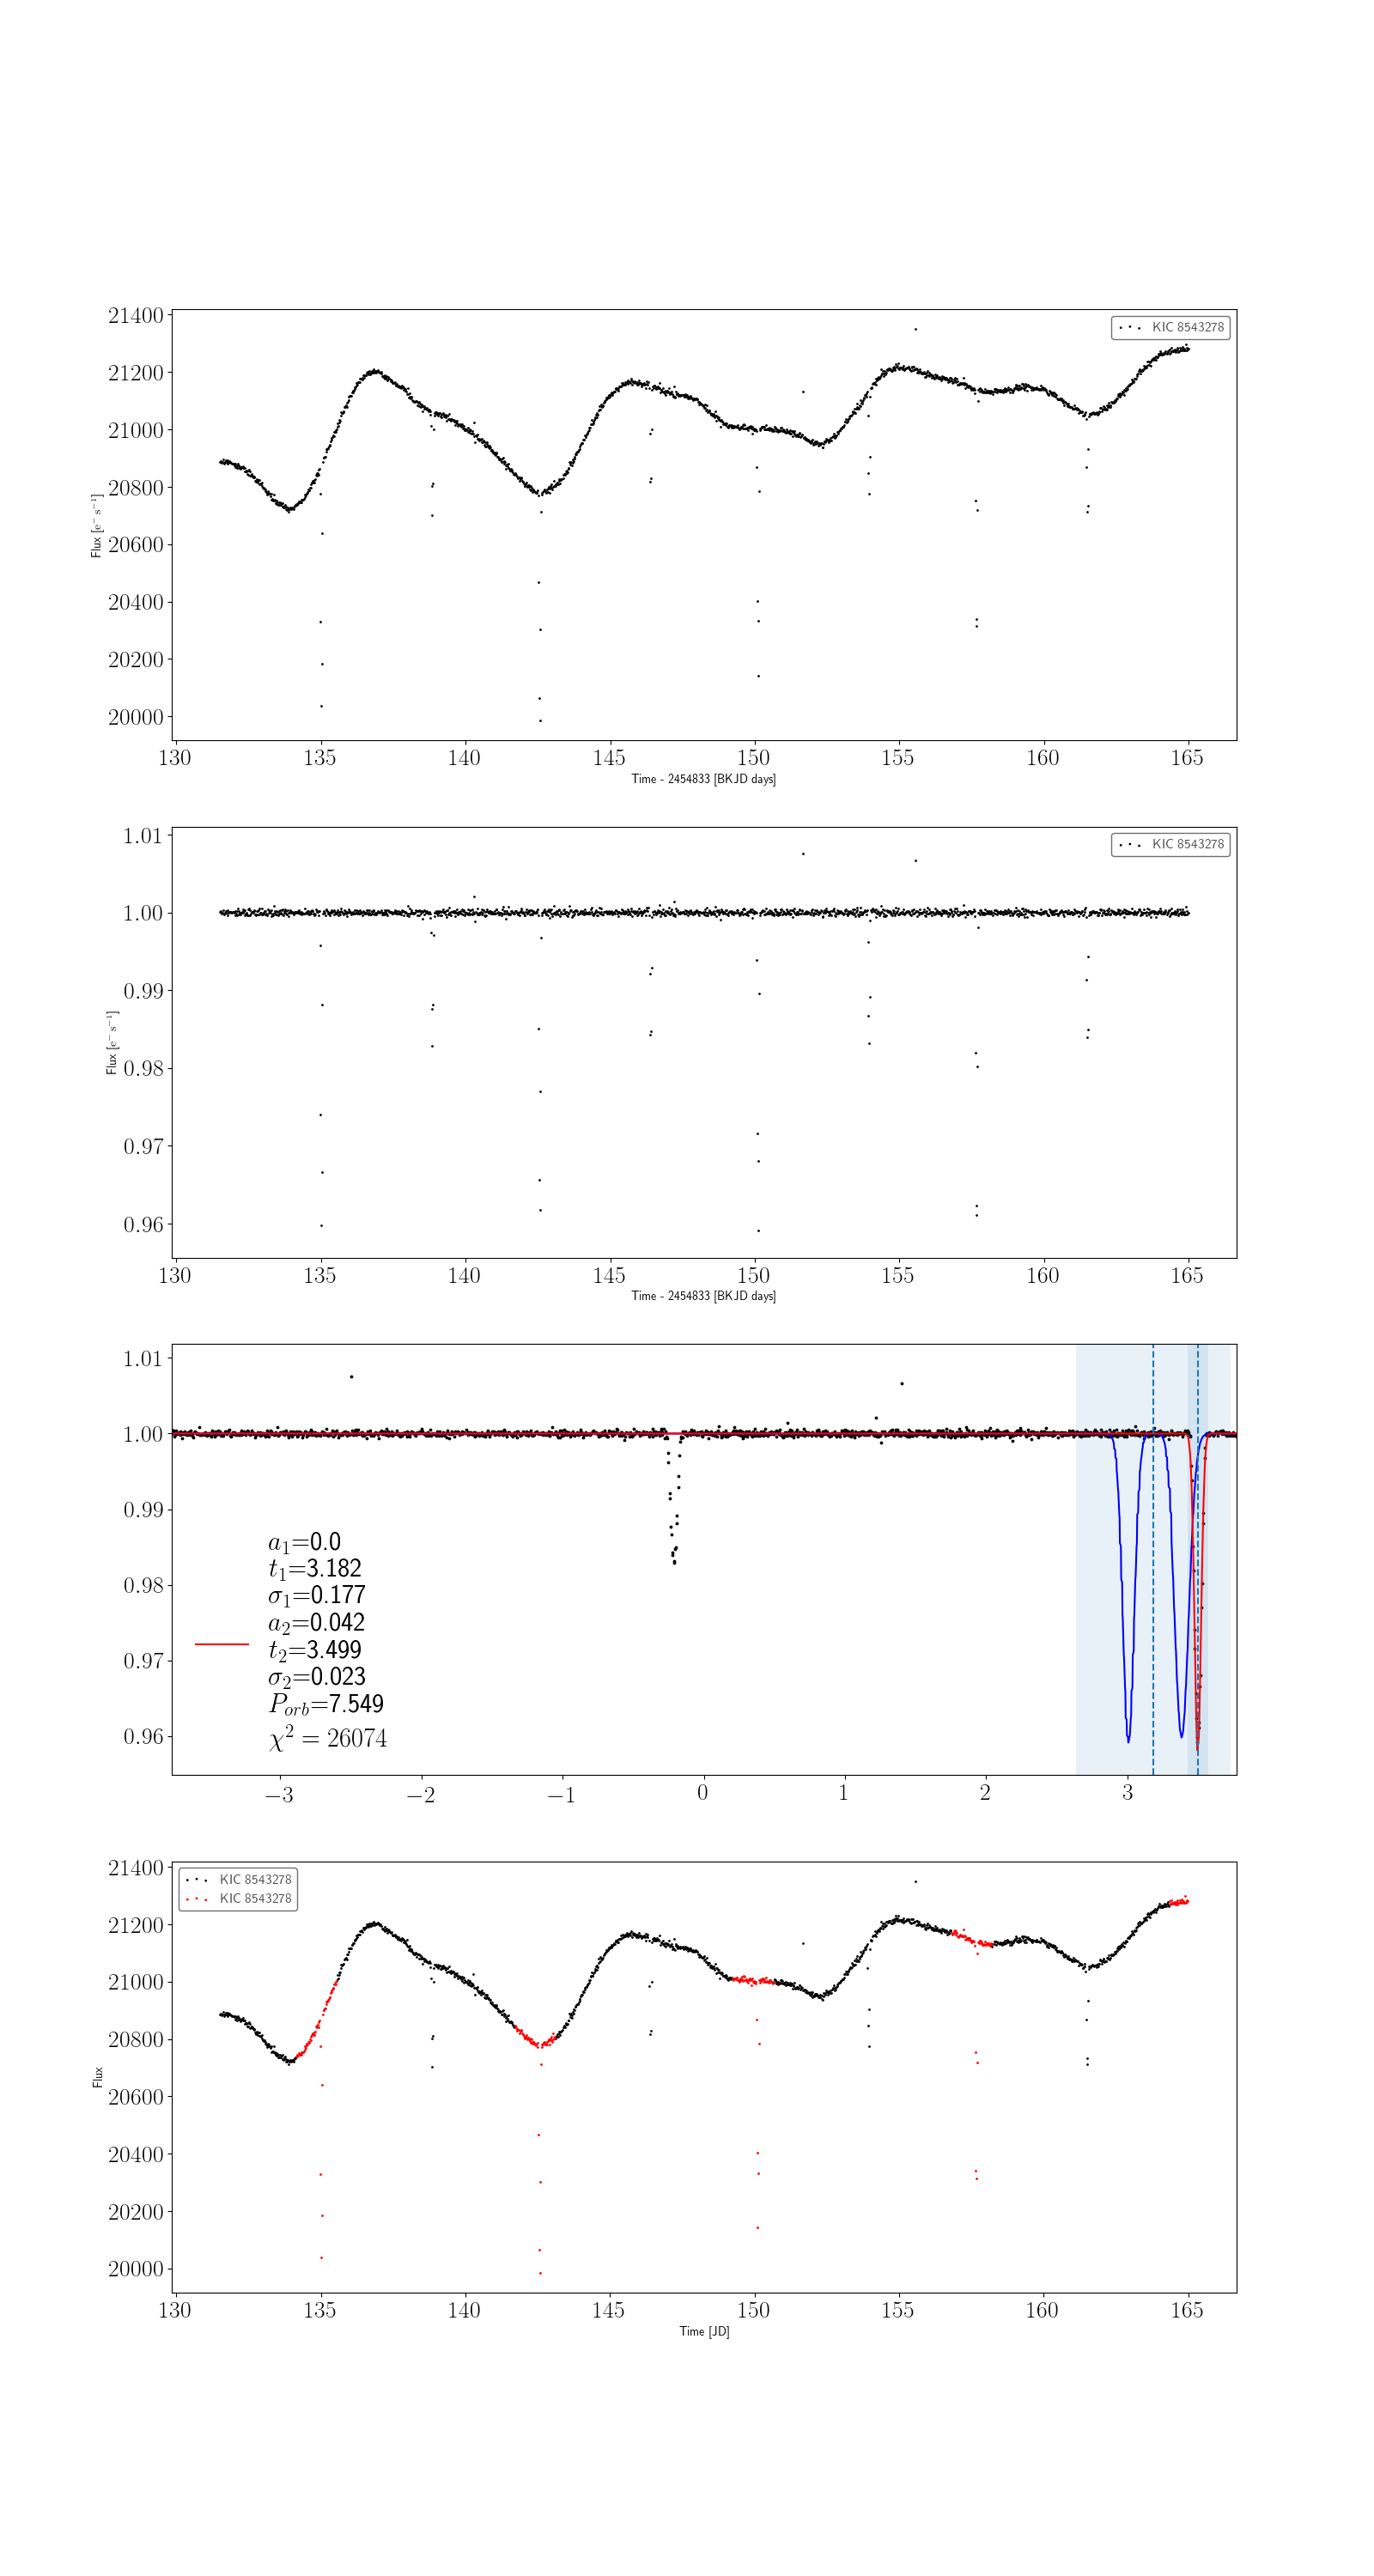 21400
21200
21000
20800
20600
20400
20200
20000
Flux [e⁻ s⁻¹]
KIC 8543278
130 135 140 145 150 155 160 165
Time - 2454833 [BKJD days]
1.01
1.00
0.99
0.98
0.97
0.96
Flux [e⁻ s⁻¹]
KIC 8543278
130 135 140 145 150 155 160 165
Time - 2454833 [BKJD days]
1.01
1.00
0.99
0.98
0.97
0.96
a₁=0.0
t₁=3.182
σ₁=0.177
a₂=0.042
t₂=3.499
σ₂=0.023
P_orb=7.549
χ² = 26074
−3 −2 −1 0 1 2 3
21400
21200
21000
20800
20600
20400
20200
20000
Flux
KIC 8543278
KIC 8543278
130 135 140 145 150 155 160 165
Time [JD]